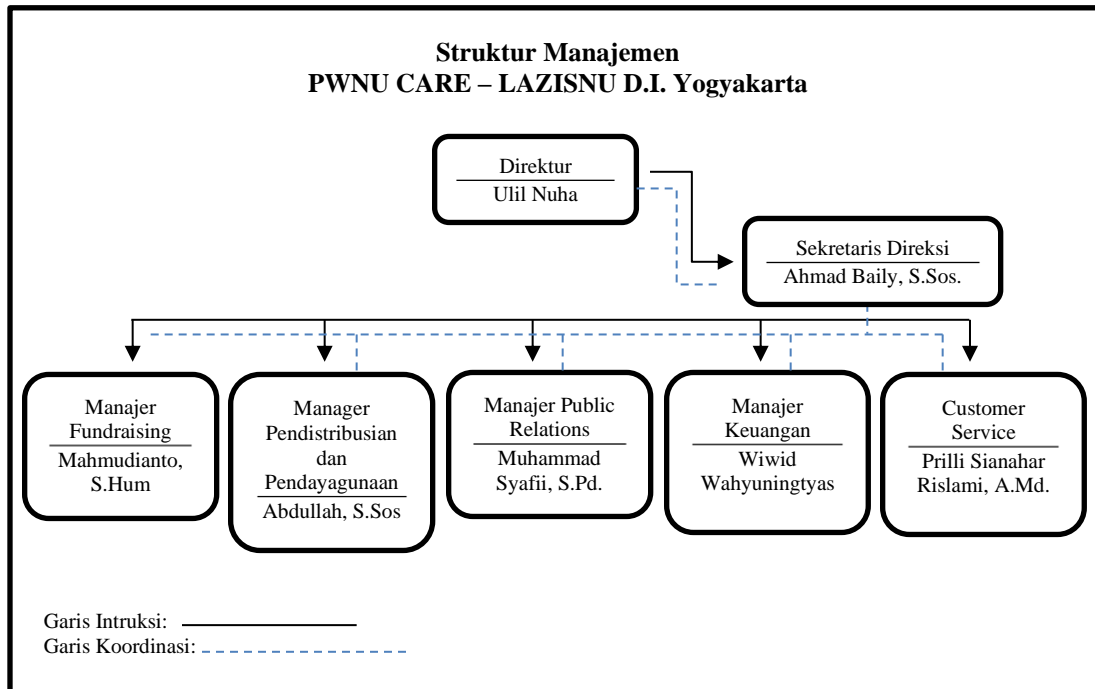 Struktur Manajemen
PWNU CARE – LAZISNU D.I. Yogyakarta
Direktur
Ulil Nuha
Sekretaris Direksi
Ahmad Baily, S.Sos.
Manajer
Fundraising
Mahmudianto,
S.Hum
Manager
Pendistribusian
dan
Pendayagunaan
Abdullah, S.Sos
Manajer Public
Relations
Muhammad
Syafii, S.Pd.
Manajer
Keuangan
Wiwid
Wahyuningtyas
Customer
Service
Prilli Sianahar
Rislami, A.Md.
Garis Intruksi:
Garis Koordinasi: